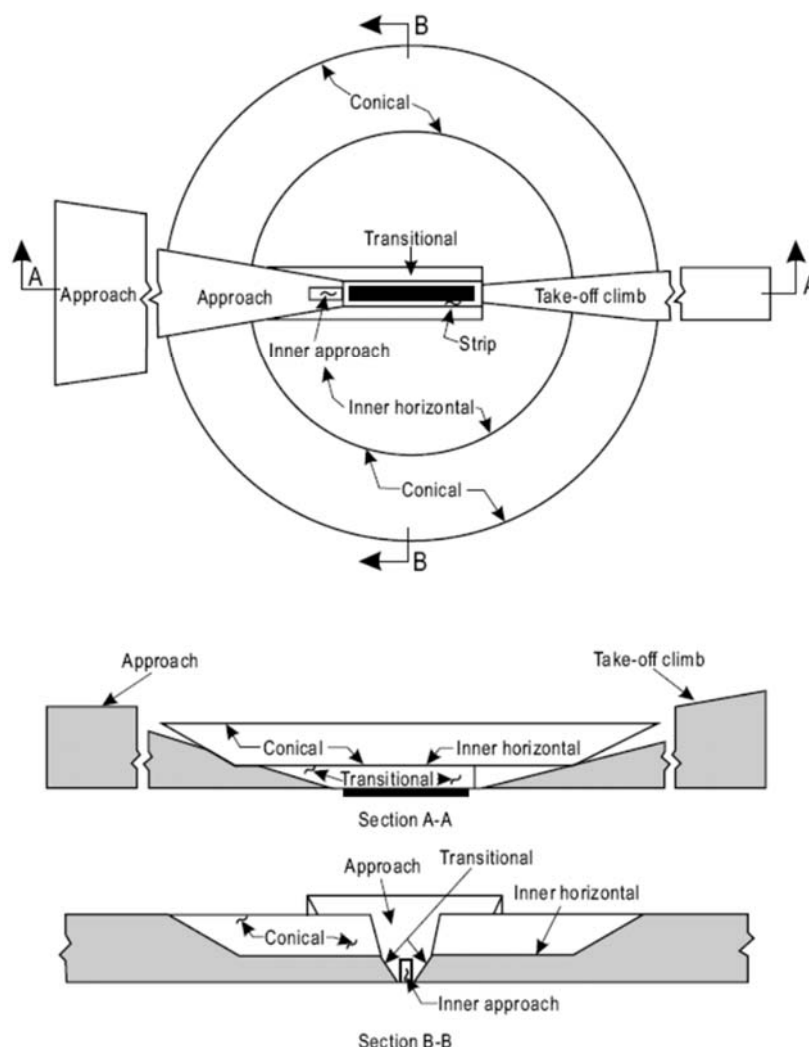 B
Conical
Transitional
A
Approach
Approach
Take-off climb
A
Inner approach
Strip
Inner horizontal
Conical
B
Approach
Take-off climb
Conical
Inner horizontal
Transitional
Section A-A
Transitional
Approach
Inner horizontal
Conical
Inner approach
Section B-B